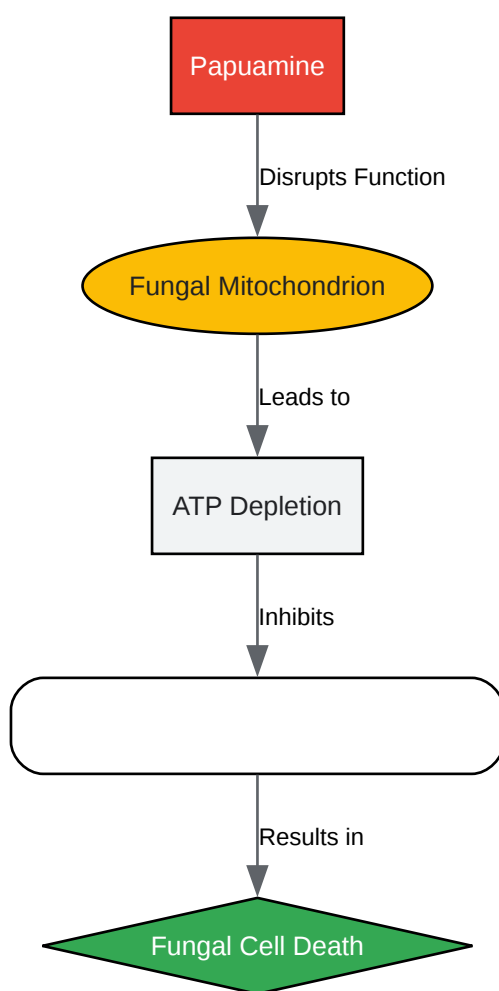 Papuamine
Disrupts Function
Fungal Mitochondrion
Leads to
ATP Depletion
Inhibits
Results in
Fungal Cell Death